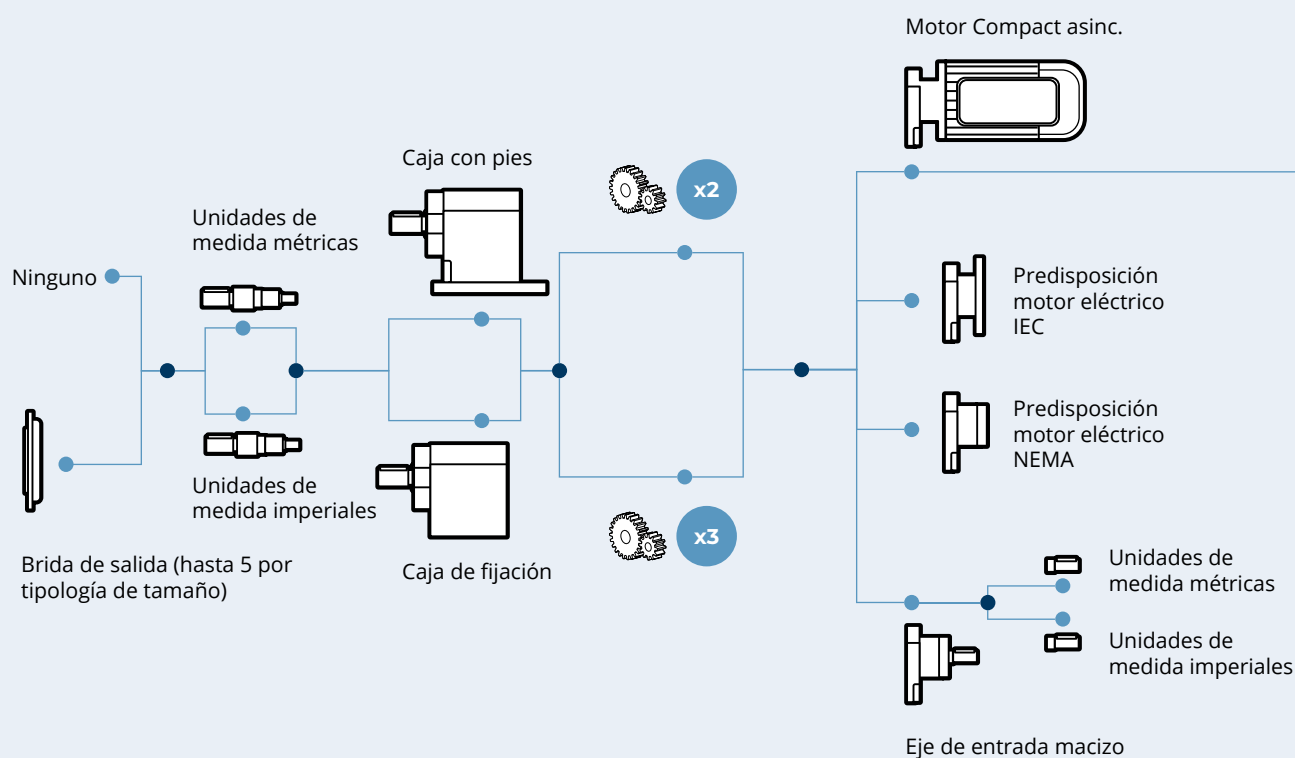 Motor Compact asinc.
Caja con pies
x2
Unidades de
medida métricas
Ninguno
Predisposición
motor eléctrico
IEC
Predisposición
motor eléctrico
NEMA
Unidades de
medida imperiales
x3
Brida de salida (hasta 5 por
tipología de tamaño)
Caja de fijación
Unidades de
medida métricas
Unidades de
medida imperiales
Eje de entrada macizo